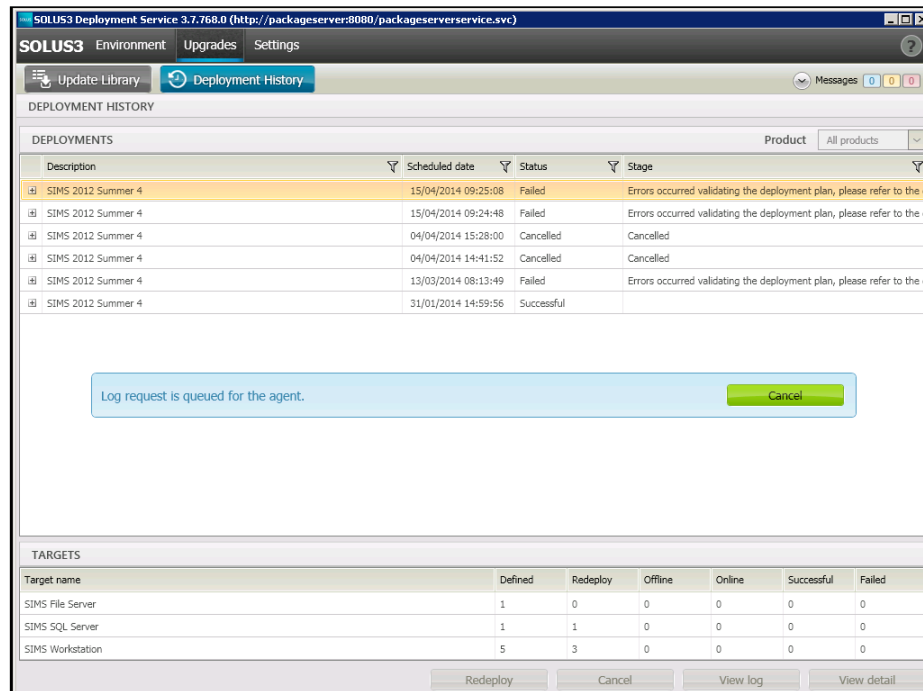 SOLUS3 Deployment Service 3.7.768.0 (http://packageserver:8080/packageserverservice.svc)
SOLUS3 Environment Upgrades Settings ?
Update Library Deployment History Messages 0 0 0
DEPLOYMENT HISTORY
DEPLOYMENTS Product All products
Description Scheduled date Status Stage
SIMS 2012 Summer 4 15/04/2014 09:25:08 Failed Errors occurred validating the deployment plan, please refer to the
SIMS 2012 Summer 4 15/04/2014 09:24:48 Failed Errors occurred validating the deployment plan, please refer to the
SIMS 2012 Summer 4 04/04/2014 15:28:00 Cancelled Cancelled
SIMS 2012 Summer 4 04/04/2014 14:41:52 Cancelled Cancelled
SIMS 2012 Summer 4 13/03/2014 08:13:49 Failed Errors occurred validating the deployment plan, please refer to the
SIMS 2012 Summer 4 31/01/2014 14:59:56 Successful
Log request is queued for the agent. Cancel
TARGETS
Target name Defined Redeploy Offline Online Successful Failed
SIMS File Server 1 0 0 0 0 0
SIMS SQL Server 1 1 0 0 0 0
SIMS Workstation 5 3 0 0 0 0
Redeploy Cancel View log View detail